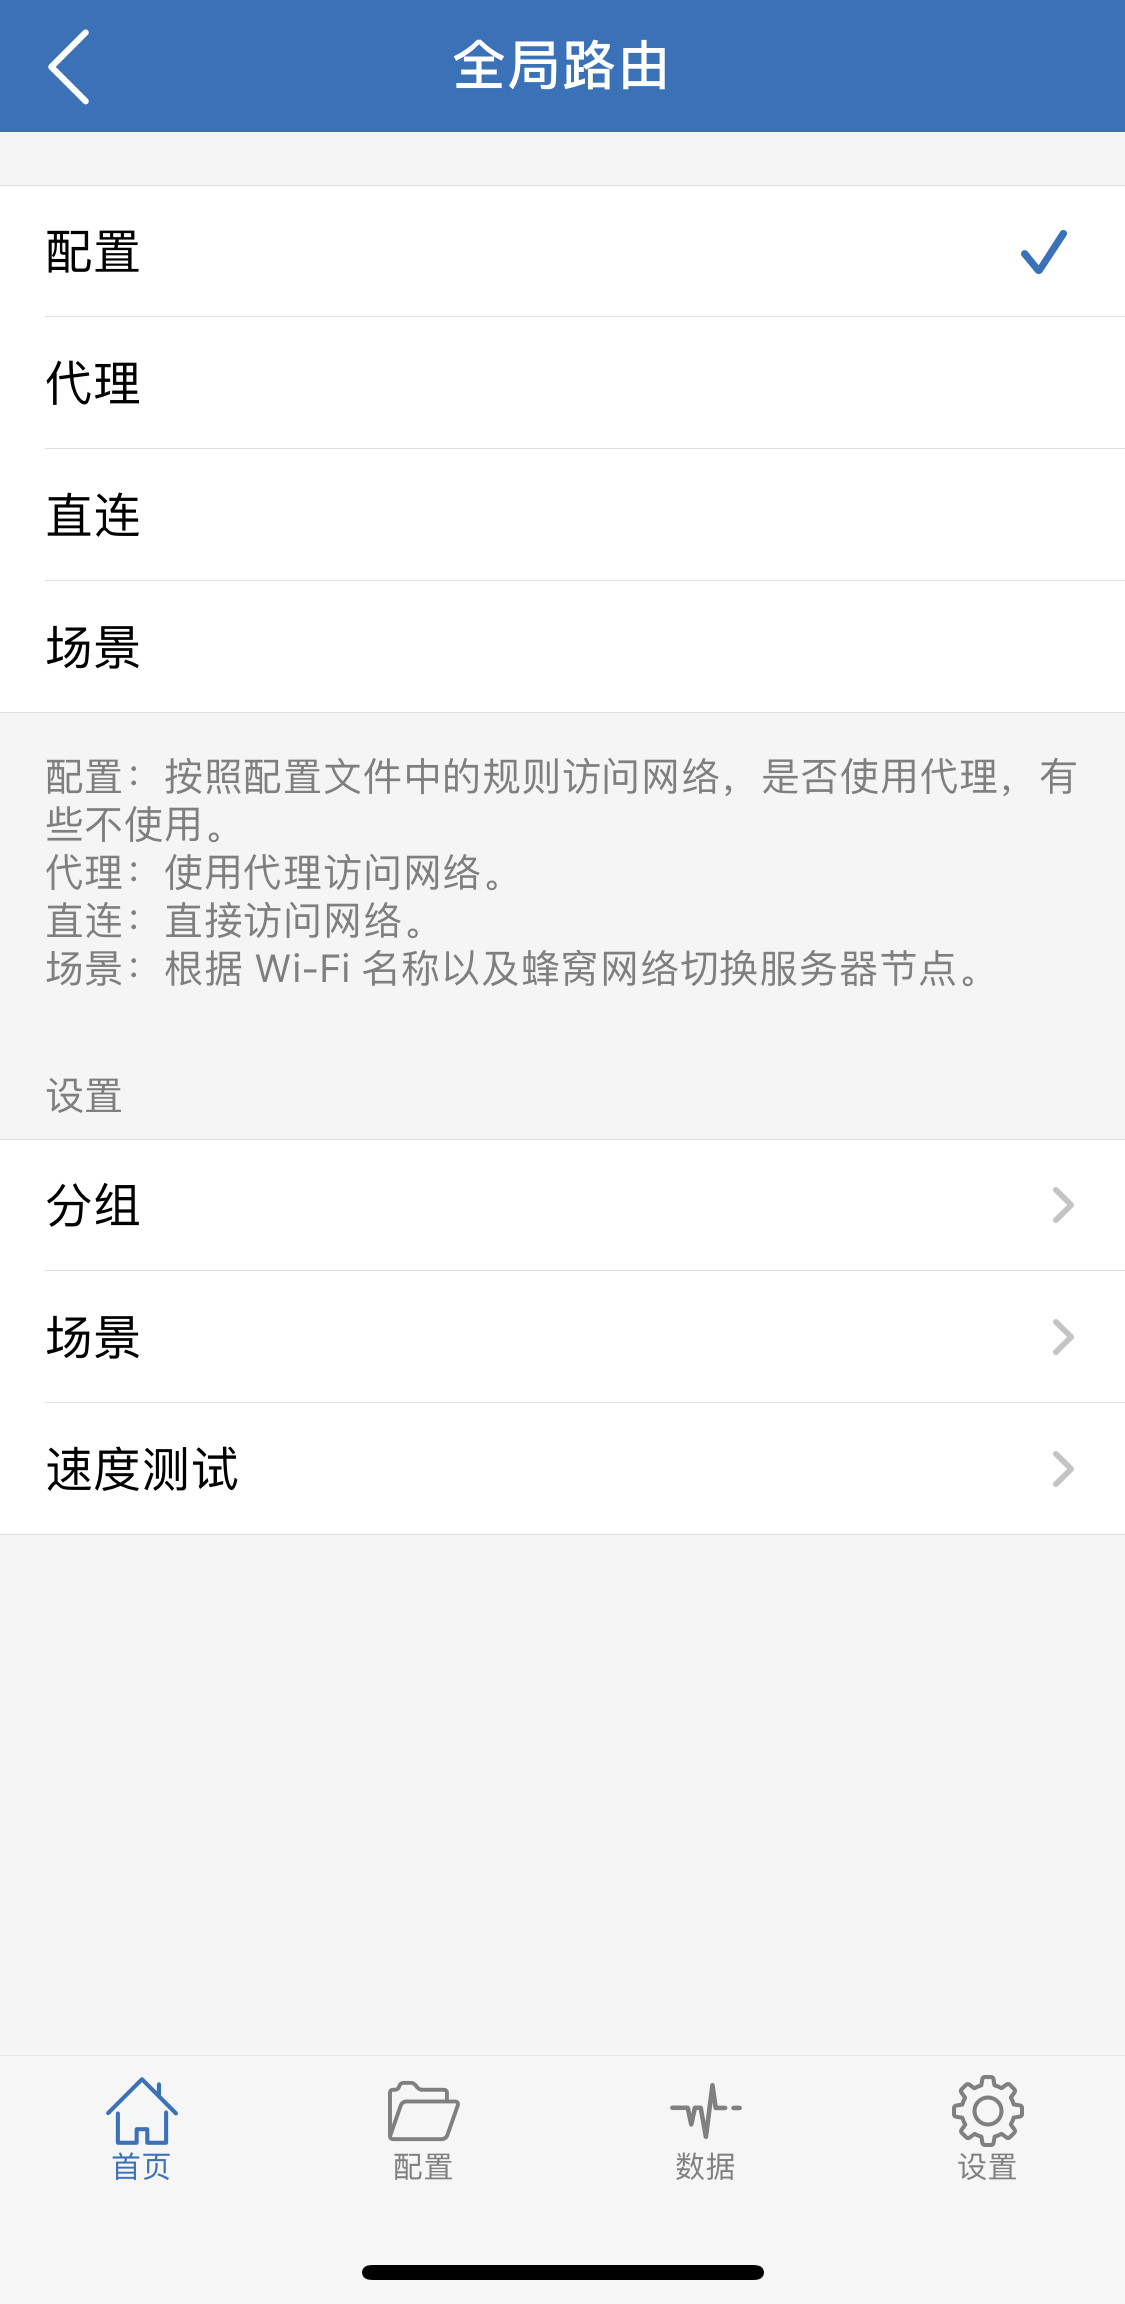 全局路由
配置
代理
直连
场景
配置：按照配置文件中的规则访问网络，是否使用代理，有
些不使用。
代理：使用代理访问网络。
直连：直接访问网络。
场景：根据 Wi-Fi 名称以及蜂窝网络切换服务器节点。
设置
分组
场景
速度测试
首页
配置
数据
设置